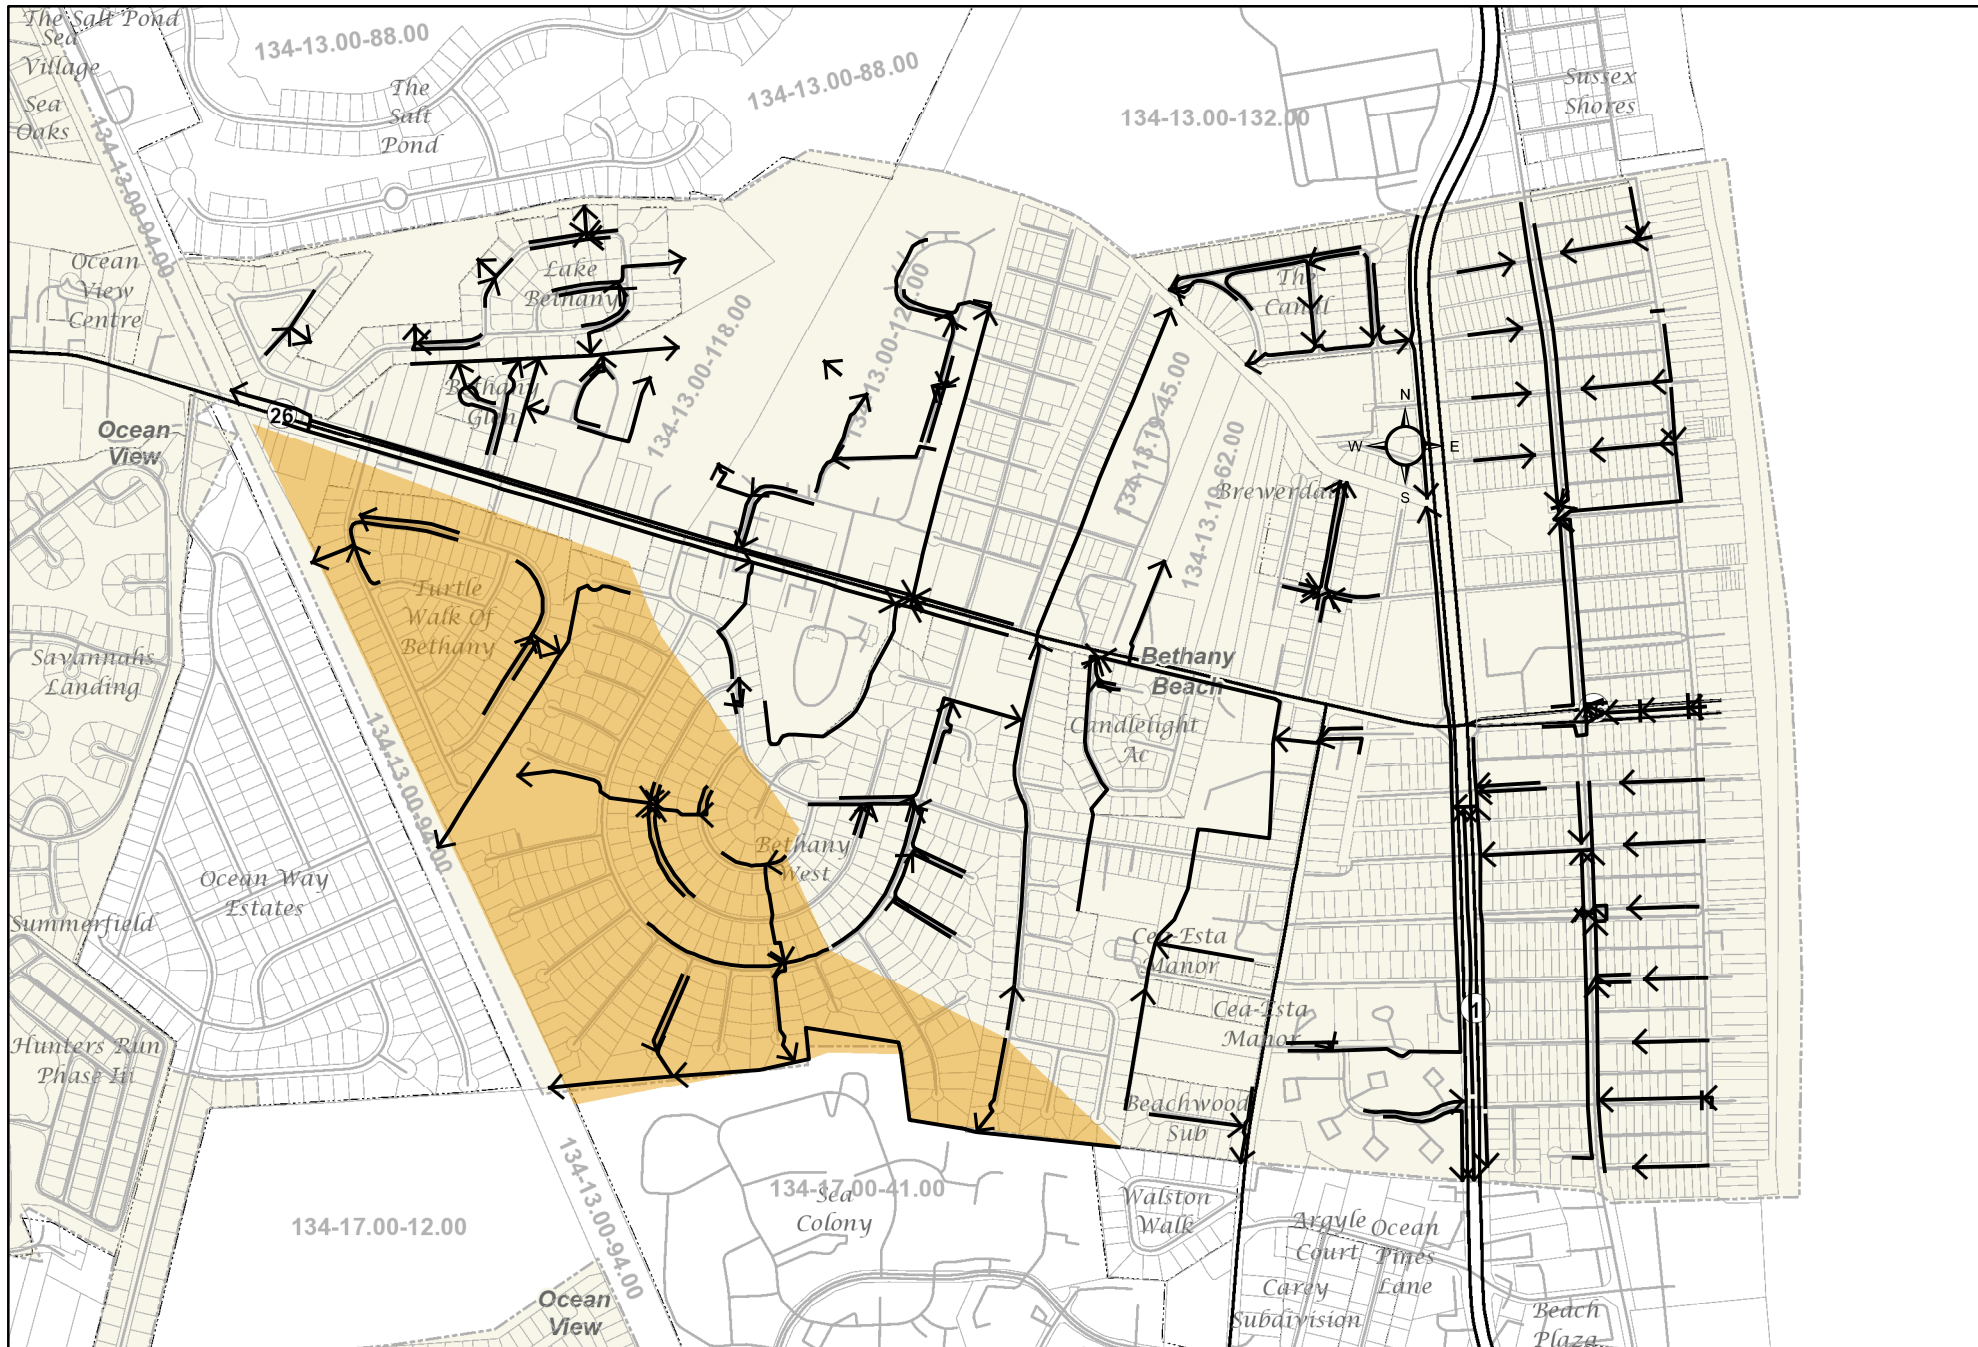 The Salt Pond
Sea
Village
134-13.00-88.00
The
Salt
Pond
134-13.00-88.00
134-13.00-132.00
Sussex
Shores
Sea
Oaks
134-13.00-94.00
Ocean
View
Centre
Lake
Bethany
The
Canal
134-13.00-118.00
134-13.19-45.00
134-13.19-62.00
Bethany
Glen
26
Ocean
View
N
W
E
S
Brewerdale
Turtle
Walk Of
Bethany
Savannahs
Landing
Bethany
Beach
Candlelight
Ac
134-13.00-94.00
Bethany
West
Ocean Way
Estates
Summerfield
Cea-Esta
Manor
Cea-Esta
Manor
1
Hunters Run
Phase Iii
Beachwood
Sub
134-17.00-41.00
Sea
Colony
134-17.00-12.00
134-13.00-94.00
Walston
Walk
Argyle
Court
Ocean
Pines
Lane
Carey
Subdivision
Beach
Plaza
Ocean
View